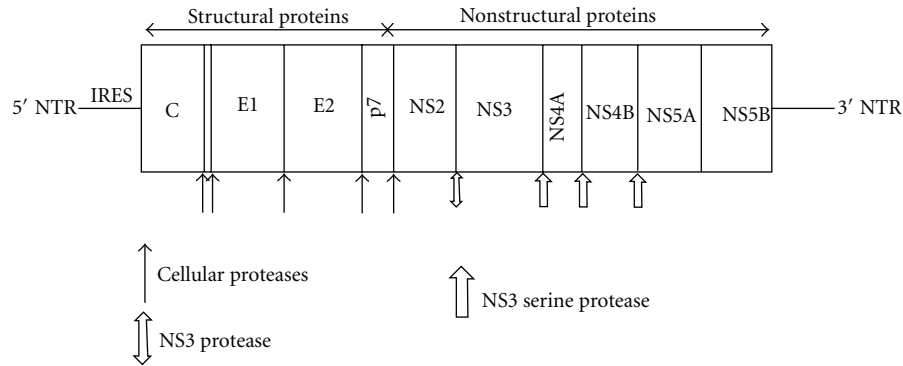 Structural proteins Nonstructural proteins
5′ NTR IRES C E1 E2 p7 NS2 NS3 NS4A NS4B NS5A NS5B 3′ NTR
Cellular proteases
NS3 serine protease
NS3 protease